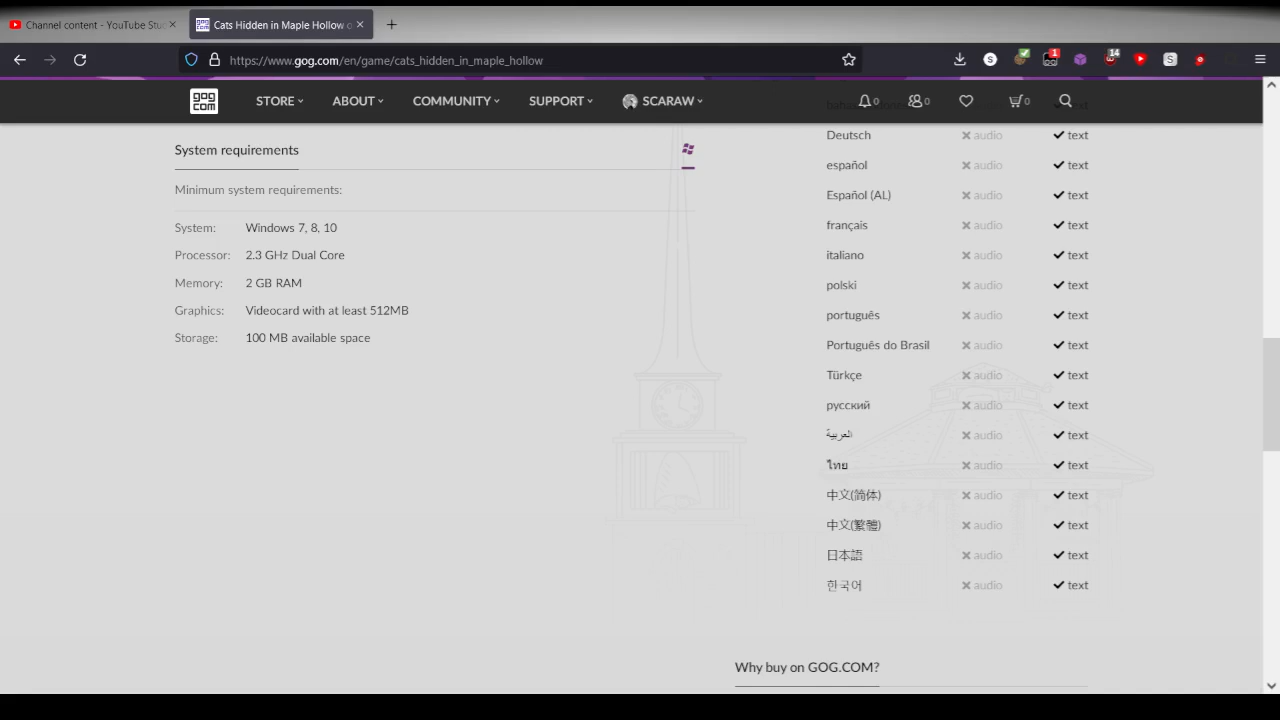 Channel content - YouTube Stu
Cats Hidden in Maple Hollow o
https://www.gog.com/en/game/cats_hidden_in_maple_hollow
S
1
14
S
gog
com
STORE
ABOUT
COMMUNITY
SUPPORT
SCARAW
0
0
0
System requirements
Minimum system requirements:
System: Windows 7, 8, 10
Processor: 2.3 GHz Dual Core
Memory: 2 GB RAM
Graphics: Videocard with at least 512MB
Storage: 100 MB available space
text
Deutsch audio text
español audio text
Español (AL) audio text
français audio text
italiano audio text
polski audio text
português audio text
Português do Brasil audio text
Türkçe audio text
русский audio text
العربية audio text
ไทย audio text
中文(简体) audio text
中文(繁體) audio text
日本語 audio text
한국어 audio text
Why buy on GOG.COM?